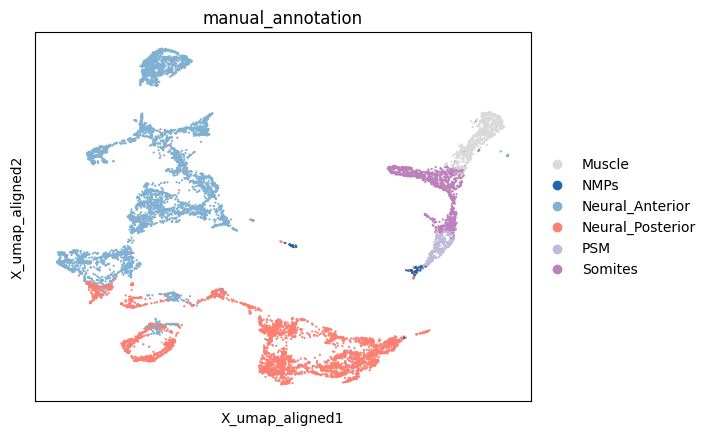 manual_annotation
X_umap_aligned2
X_umap_aligned1
Muscle
NMPs
Neural_Anterior
Neural_Posterior
PSM
Somites